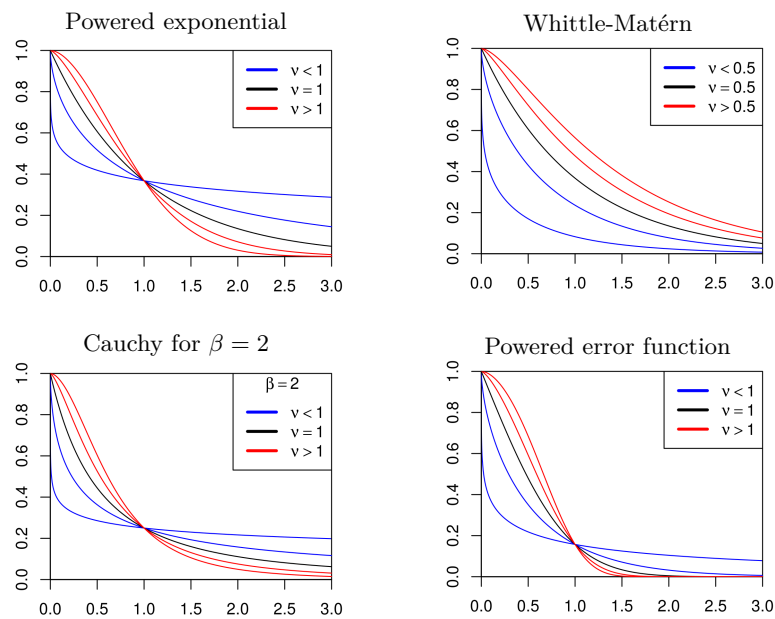 Powered exponential
1.0
0.8
0.6
0.4
0.2
0.0
ν < 1
ν = 1
ν > 1
0.0 0.5 1.0 1.5 2.0 2.5 3.0
Whittle-Matérn
1.0
0.8
0.6
0.4
0.2
0.0
ν < 0.5
ν = 0.5
ν > 0.5
0.0 0.5 1.0 1.5 2.0 2.5 3.0
Cauchy for β = 2
1.0
0.8
0.6
0.4
0.2
0.0
β = 2
ν < 1
ν = 1
ν > 1
0.0 0.5 1.0 1.5 2.0 2.5 3.0
Powered error function
1.0
0.8
0.6
0.4
0.2
0.0
ν < 1
ν = 1
ν > 1
0.0 0.5 1.0 1.5 2.0 2.5 3.0